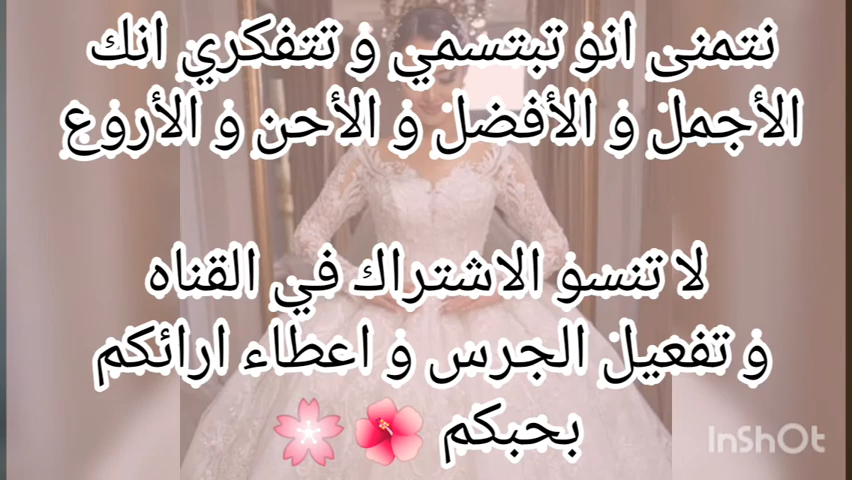 نتمنى انو تبتسمي و تتفكري انك
الأجمل و الأفضل و الأحن و الأروع
لا تنسو الاشتراك في القناه
و تفعيل الجرس و اعطاء ارائكم
بحبكم 🌺🌸
InShOt